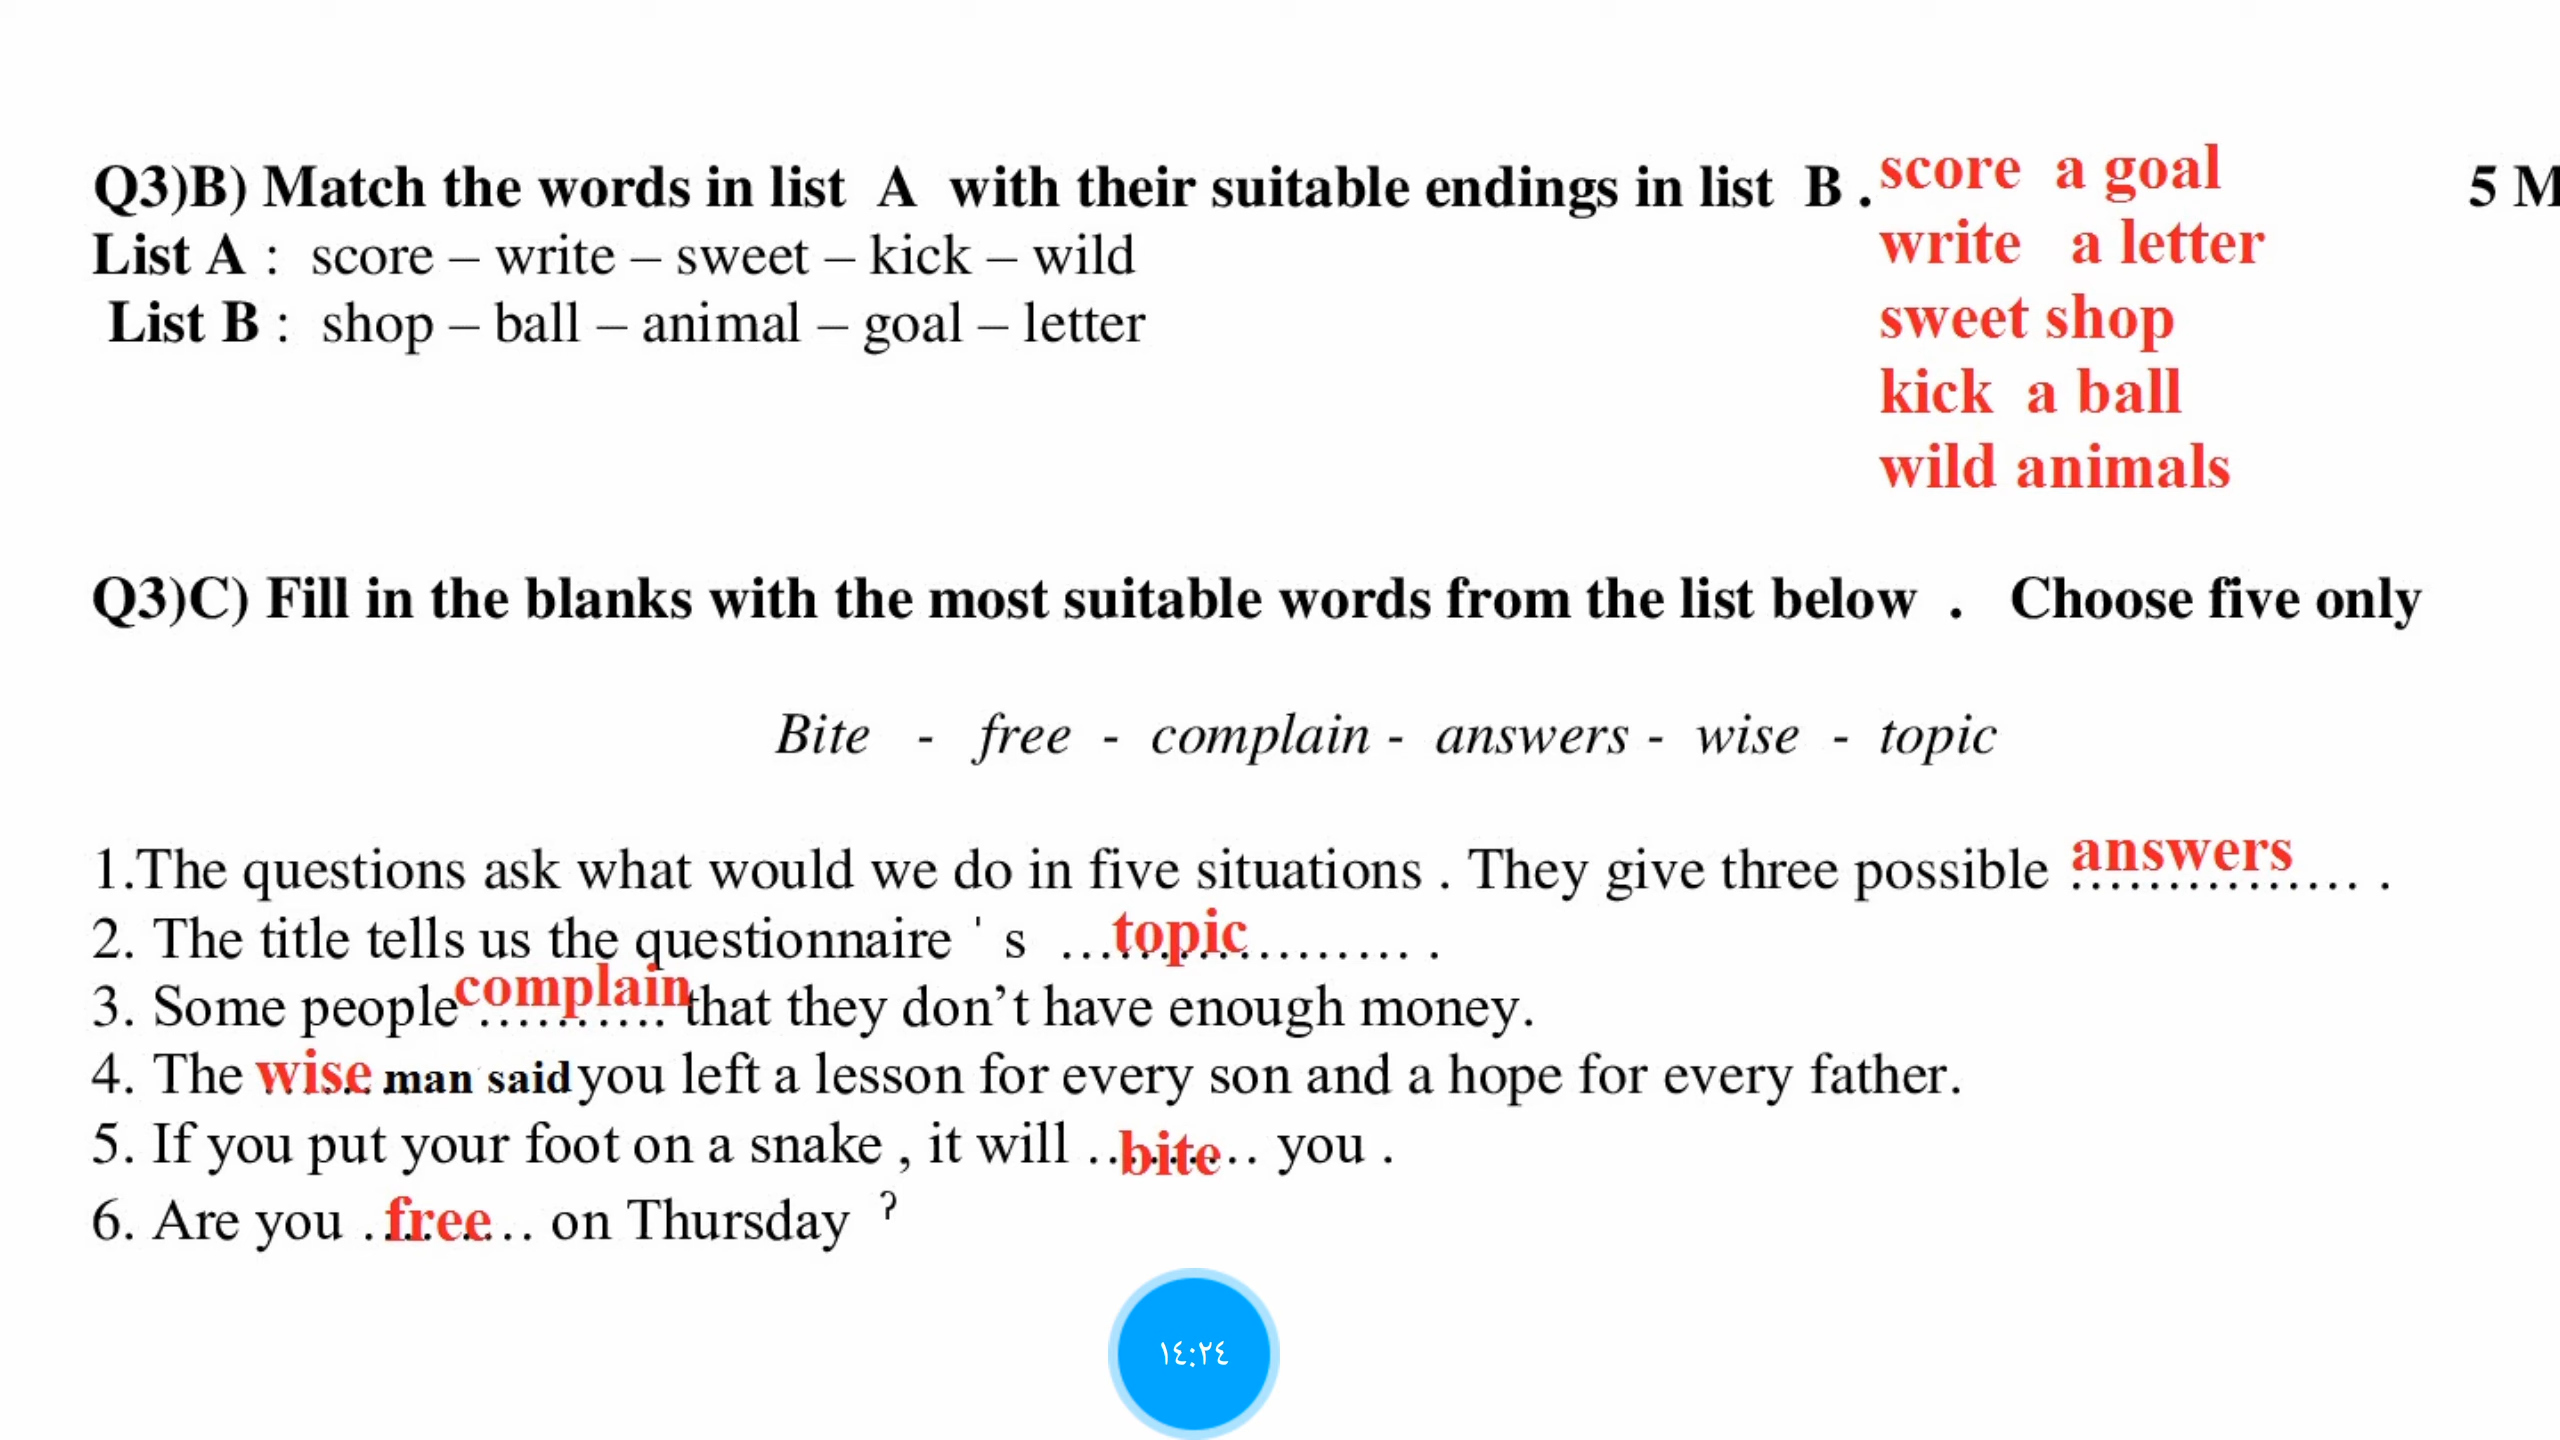 Q3)B) Match the words in list A with their suitable endings in list B . 5 M
List A : score – write – sweet – kick – wild
List B : shop – ball – animal – goal – letter
score a goal
write a letter
sweet shop
kick a ball
wild animals
Q3)C) Fill in the blanks with the most suitable words from the list below . Choose five only
Bite - free - complain - answers - wise - topic
1.The questions ask what would we do in five situations . They give three possible answers .
2. The title tells us the questionnaire ' s ...topic......... .
3. Some people complain that they don't have enough money.
4. The wise man said you left a lesson for every son and a hope for every father.
5. If you put your foot on a snake , it will ..bite.. you .
6. Are you .free.. on Thursday ?
١٤:٢٤